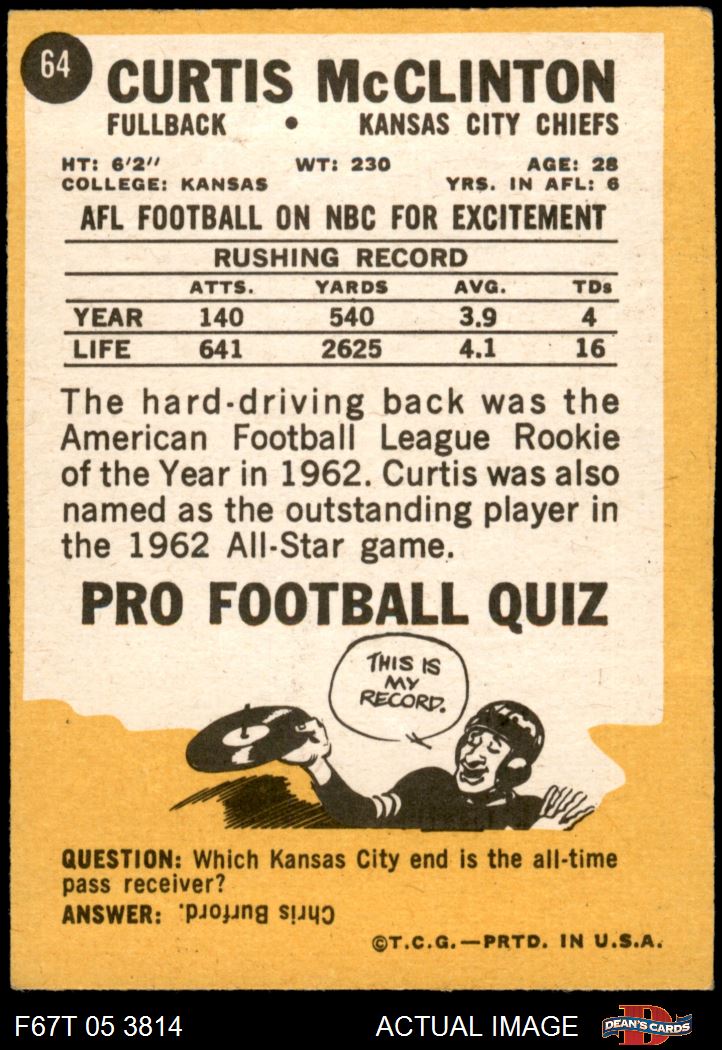 64
CURTIS McCLINTON
FULLBACK • KANSAS CITY CHIEFS
HT: 6'2" WT: 230 AGE: 28
COLLEGE: KANSAS YRS. IN AFL: 6
AFL FOOTBALL ON NBC FOR EXCITEMENT
RUSHING RECORD
ATTS. YARDS AVG. TDs
YEAR 140 540 3.9 4
LIFE 641 2625 4.1 16
The hard-driving back was the
American Football League Rookie
of the Year in 1962. Curtis was also
named as the outstanding player in
the 1962 All-Star game.
PRO FOOTBALL QUIZ
THIS IS
MY
RECORD.
QUESTION: Which Kansas City end is the all-time
pass receiver?
ANSWER: Chris Burford.
©T.C.G.—PRTD. IN U.S.A.
F67T 05 3814 ACTUAL IMAGE D DEAN'S CARDS